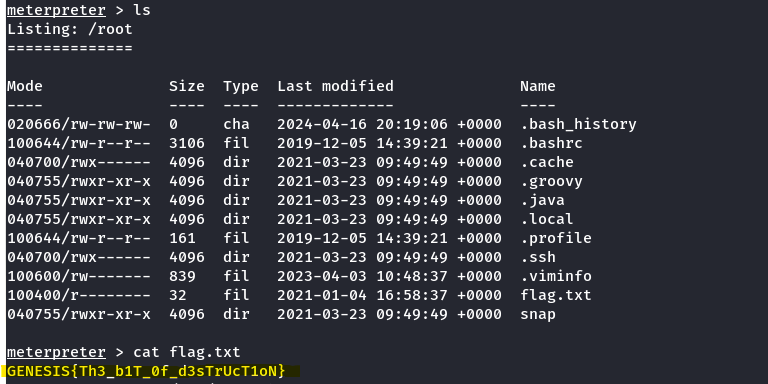 meterpreter > ls
Listing: /root
==============
Mode              Size  Type  Last modified              Name
----              ----  ----  -------------              ----
020666/rw-rw-rw-  0     cha   2024-04-16 20:19:06 +0000  .bash_history
100644/rw-r--r--  3106  fil   2019-12-05 14:39:21 +0000  .bashrc
040700/rwx------  4096  dir   2021-03-23 09:49:49 +0000  .cache
040755/rwxr-xr-x  4096  dir   2021-03-23 09:49:49 +0000  .groovy
040755/rwxr-xr-x  4096  dir   2021-03-23 09:49:49 +0000  .java
040755/rwxr-xr-x  4096  dir   2021-03-23 09:49:49 +0000  .local
100644/rw-r--r--  161   fil   2019-12-05 14:39:21 +0000  .profile
040700/rwx------  4096  dir   2021-03-23 09:49:49 +0000  .ssh
100600/rw-------  839   fil   2023-04-03 10:48:37 +0000  .viminfo
100400/r--------  32    fil   2021-01-04 16:58:37 +0000  flag.txt
040755/rwxr-xr-x  4096  dir   2021-03-23 09:49:49 +0000  snap
meterpreter > cat flag.txt
GENESIS{Th3_b1T_0f_d3sTrUcT1oN}